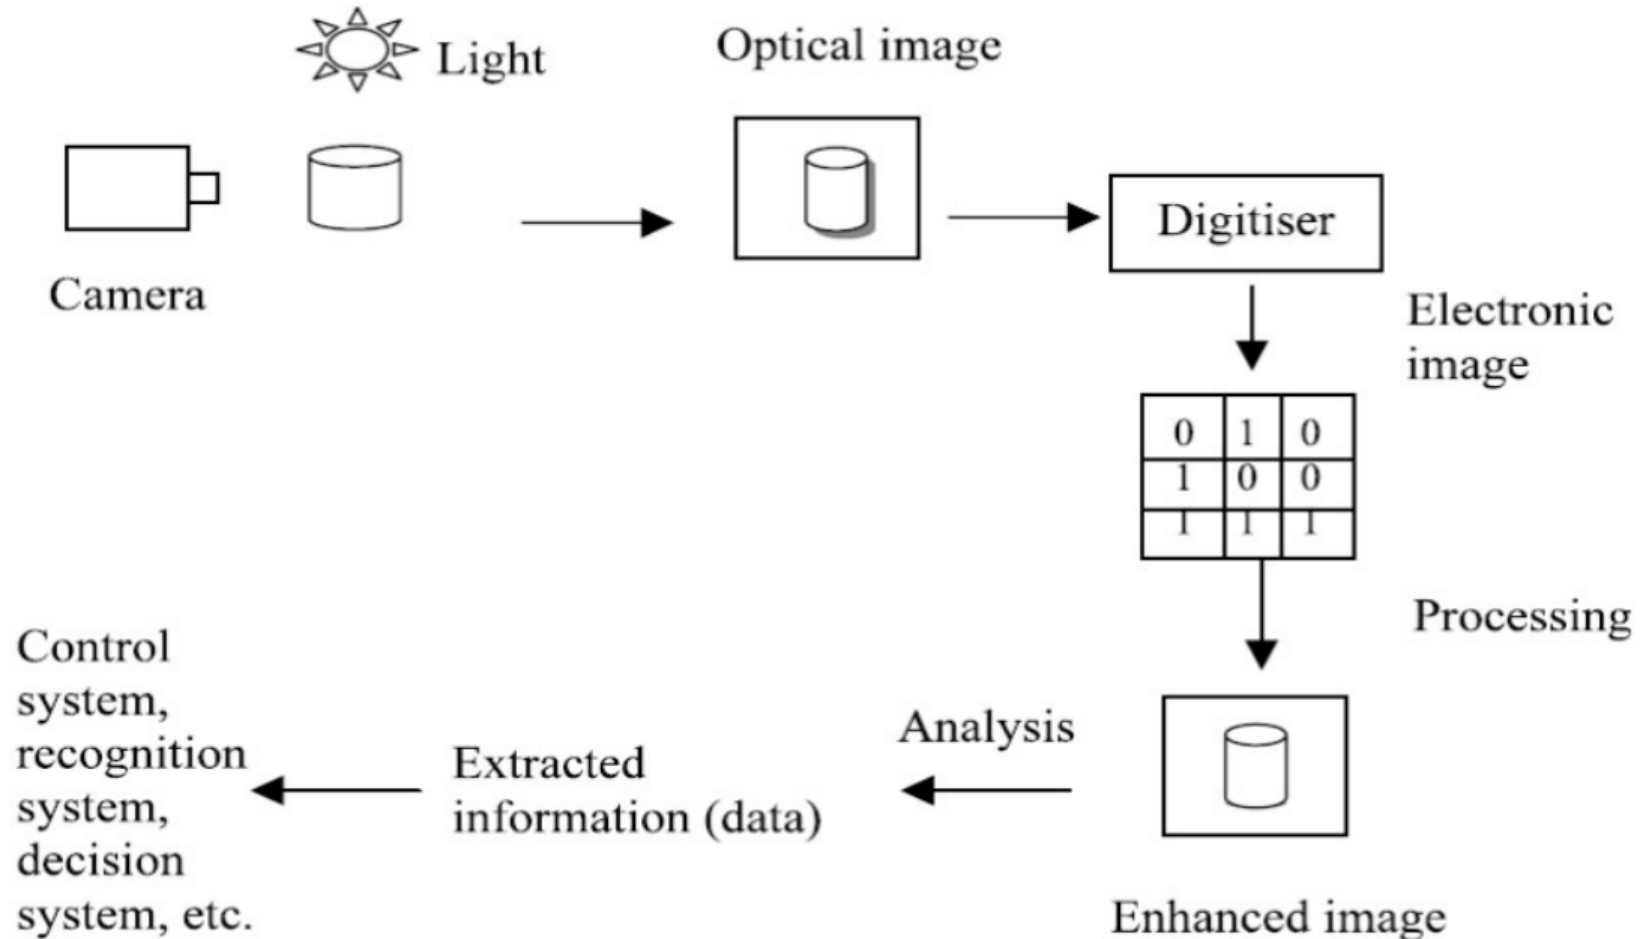 Light
Optical image
Camera
Digitiser
Electronic
image
0 1 0
1 0 0
1 1 1
Processing
Enhanced image
Analysis
Extracted
information (data)
Control
system,
recognition
system,
decision
system, etc.